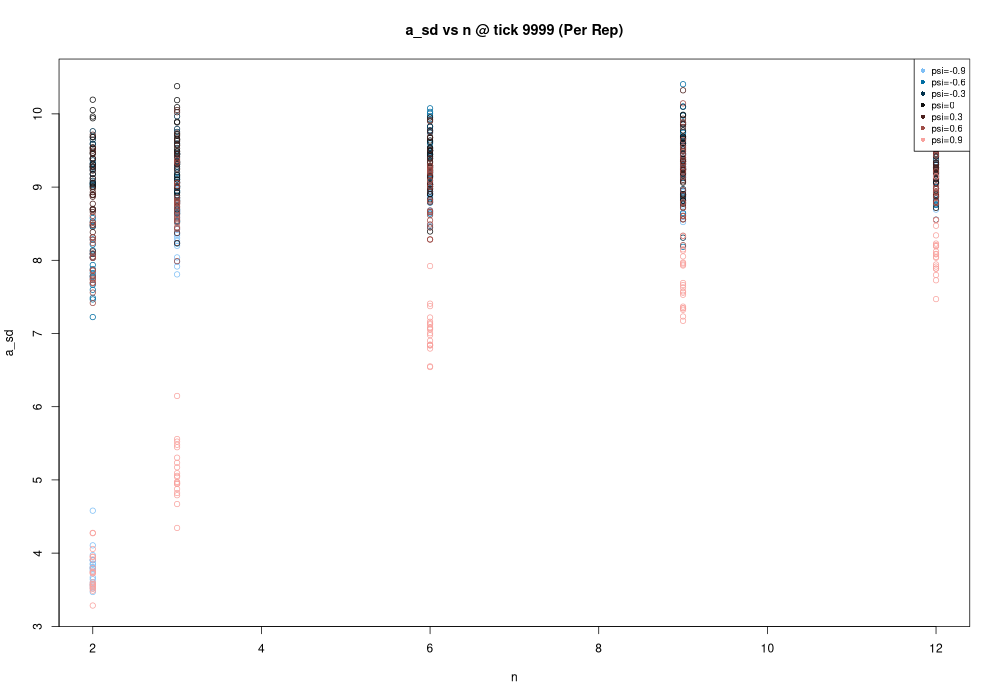 a_sd vs n @ tick 9999 (Per Rep)
psi=-0.9
psi=-0.6
psi=-0.3
psi=0
psi=0.3
psi=0.6
psi=0.9
10
9
8
7
6
5
4
3
a_sd
2 4 6 8 10 12
n